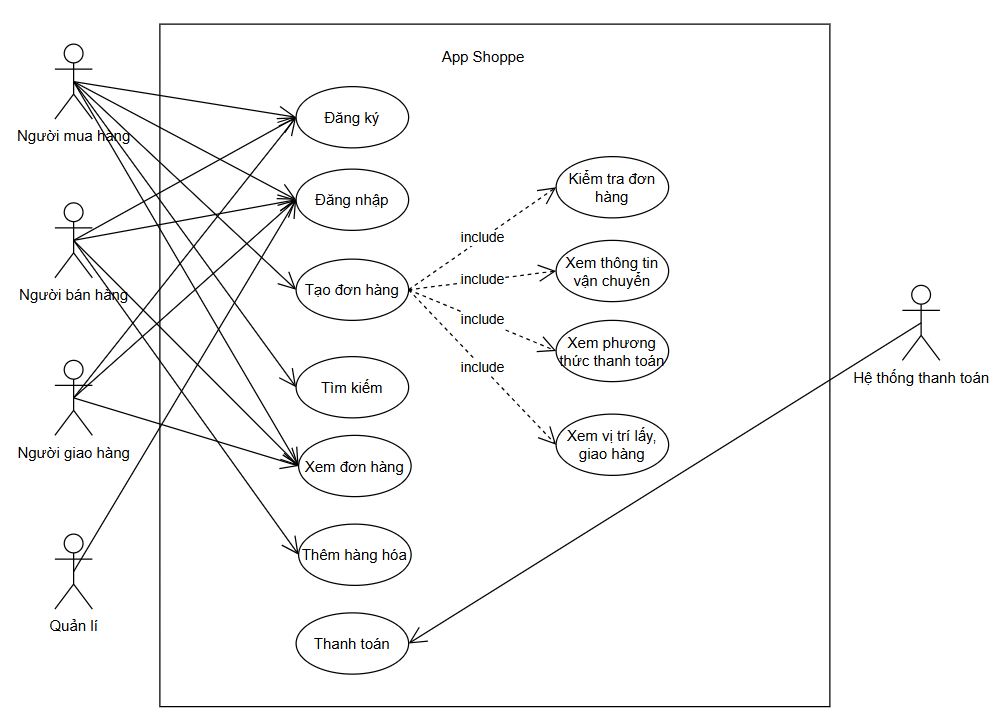 App Shoppe
Người mua hàng
Người bán hàng
Người giao hàng
Quản lí
Đăng ký
Đăng nhập
Tạo đơn hàng
Tìm kiếm
Xem đơn hàng
Thêm hàng hóa
Thanh toán
include
include
include
include
Kiểm tra đơn
hàng
Xem thông tin
vận chuyển
Xem phương
thức thanh toán
Xem vị trí lấy,
giao hàng
Hệ thống thanh toán